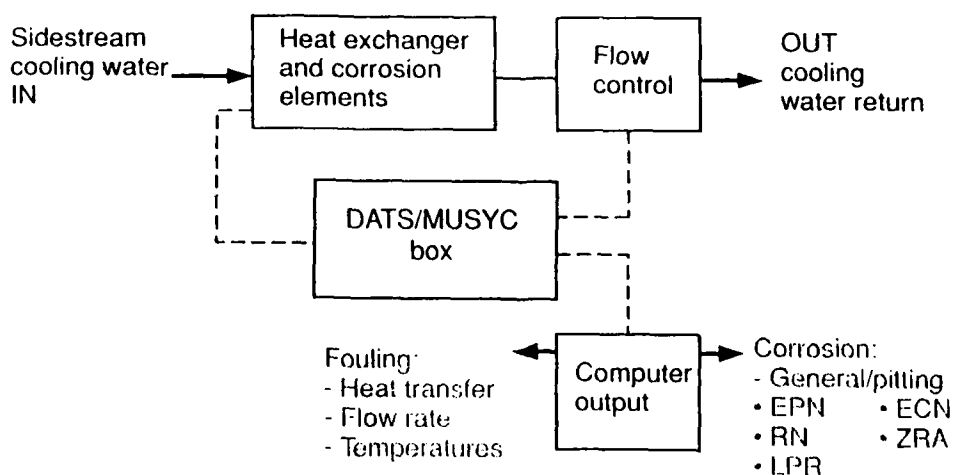 Sidestream
cooling water
IN
Heat exchanger
and corrosion
elements
Flow
control
OUT
cooling
water return
DATS/MUSYC
box
Fouling:
- Heat transfer
- Flow rate
- Temperatures
Computer
output
Corrosion:
- General/pitting
• EPN • ECN
• RN • ZRA
• LPR